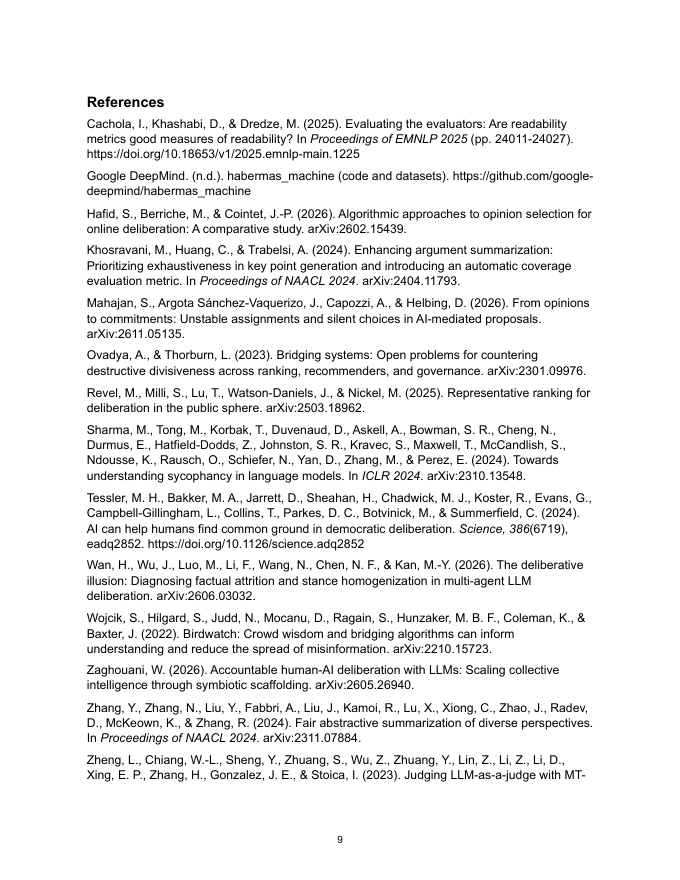 References
Cachola, I., Khashabi, D., & Dredze, M. (2025). Evaluating the evaluators: Are readability
metrics good measures of readability? In Proceedings of EMNLP 2025 (pp. 24011-24027).
https://doi.org/10.18653/v1/2025.emnlp-main.1225
Google DeepMind. (n.d.). habermas_machine (code and datasets). https://github.com/google-
deepmind/habermas_machine
Hafid, S., Berriche, M., & Cointet, J.-P. (2026). Algorithmic approaches to opinion selection for
online deliberation: A comparative study. arXiv:2602.15439.
Khosravani, M., Huang, C., & Trabelsi, A. (2024). Enhancing argument summarization:
Prioritizing exhaustiveness in key point generation and introducing an automatic coverage
evaluation metric. In Proceedings of NAACL 2024. arXiv:2404.11793.
Mahajan, S., Argota Sánchez-Vaquerizo, J., Capozzi, A., & Helbing, D. (2026). From opinions
to commitments: Unstable assignments and silent choices in AI-mediated proposals.
arXiv:2611.05135.
Ovadya, A., & Thorburn, L. (2023). Bridging systems: Open problems for countering
destructive divisiveness across ranking, recommenders, and governance. arXiv:2301.09976.
Revel, M., Milli, S., Lu, T., Watson-Daniels, J., & Nickel, M. (2025). Representative ranking for
deliberation in the public sphere. arXiv:2503.18962.
Sharma, M., Tong, M., Korbak, T., Duvenaud, D., Askell, A., Bowman, S. R., Cheng, N.,
Durmus, E., Hatfield-Dodds, Z., Johnston, S. R., Kravec, S., Maxwell, T., McCandlish, S.,
Ndousse, K., Rausch, O., Schiefer, N., Yan, D., Zhang, M., & Perez, E. (2024). Towards
understanding sycophancy in language models. In ICLR 2024. arXiv:2310.13548.
Tessler, M. H., Bakker, M. A., Jarrett, D., Sheahan, H., Chadwick, M. J., Koster, R., Evans, G.,
Campbell-Gillingham, L., Collins, T., Parkes, D. C., Botvinick, M., & Summerfield, C. (2024).
AI can help humans find common ground in democratic deliberation. Science, 386(6719),
eadq2852. https://doi.org/10.1126/science.adq2852
Wan, H., Wu, J., Luo, M., Li, F., Wang, N., Chen, N. F., & Kan, M.-Y. (2026). The deliberative
illusion: Diagnosing factual attrition and stance homogenization in multi-agent LLM
deliberation. arXiv:2606.03032.
Wojcik, S., Hilgard, S., Judd, N., Mocanu, D., Ragain, S., Hunzaker, M. B. F., Coleman, K., &
Baxter, J. (2022). Birdwatch: Crowd wisdom and bridging algorithms can inform
understanding and reduce the spread of misinformation. arXiv:2210.15723.
Zaghouani, W. (2026). Accountable human-AI deliberation with LLMs: Scaling collective
intelligence through symbiotic scaffolding. arXiv:2605.26940.
Zhang, Y., Zhang, N., Liu, Y., Fabbri, A., Liu, J., Kamoi, R., Lu, X., Xiong, C., Zhao, J., Radev,
D., McKeown, K., & Zhang, R. (2024). Fair abstractive summarization of diverse perspectives.
In Proceedings of NAACL 2024. arXiv:2311.07884.
Zheng, L., Chiang, W.-L., Sheng, Y., Zhuang, S., Wu, Z., Zhuang, Y., Lin, Z., Li, Z., Li, D.,
Xing, E. P., Zhang, H., Gonzalez, J. E., & Stoica, I. (2023). Judging LLM-as-a-judge with MT-
9